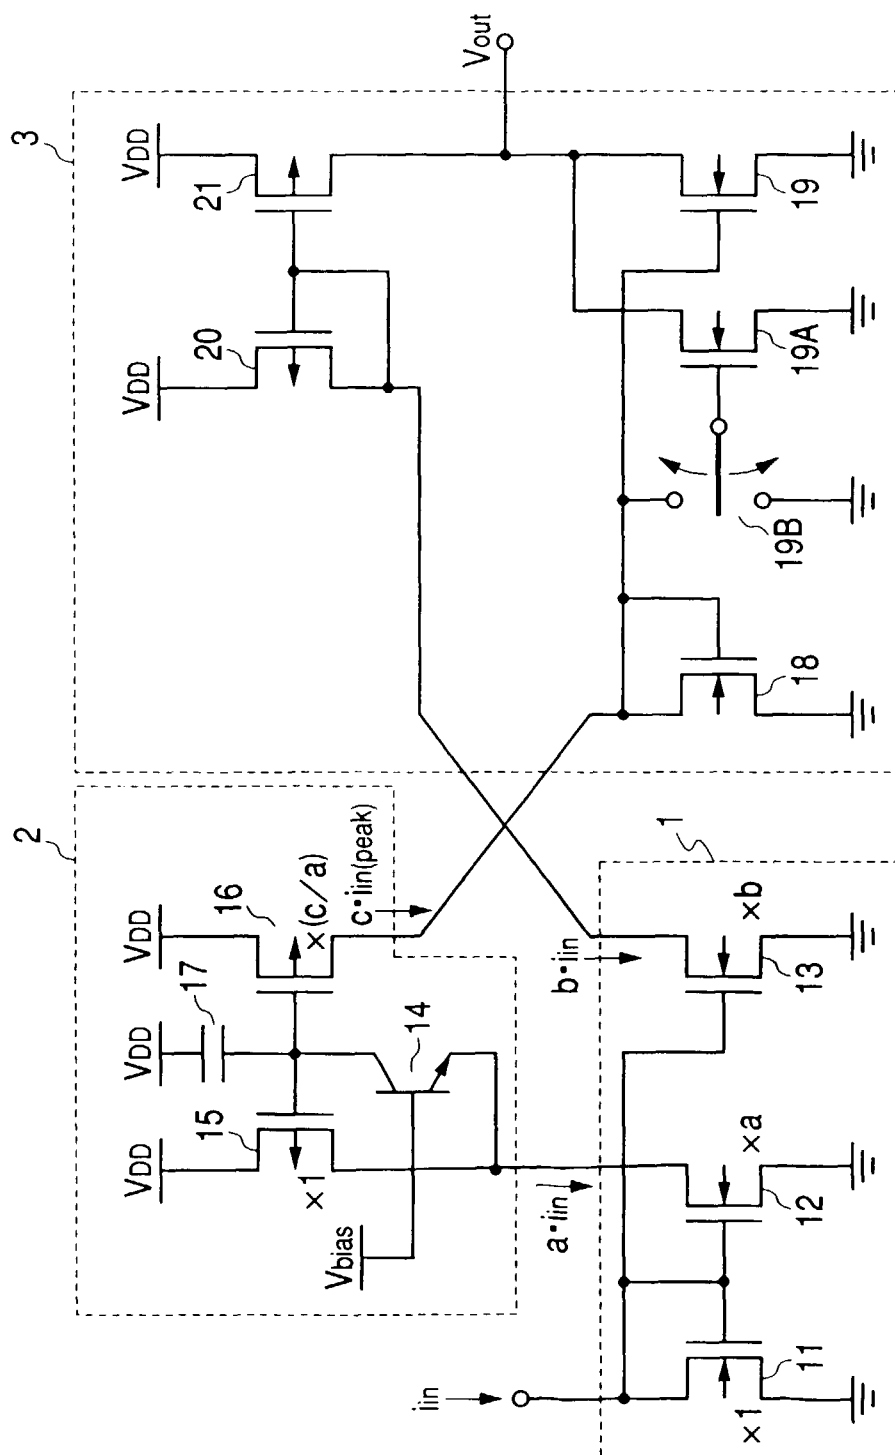 2
3
VDD
VDD
VDD
VDD
VDD
15
17
16
20
21
×1
×(c/a)
Vbias
14
c•iin(peak)
Vout
iin
a•iin
b•iin
1
×1
11
×a
12
×b
13
18
19B
19A
19